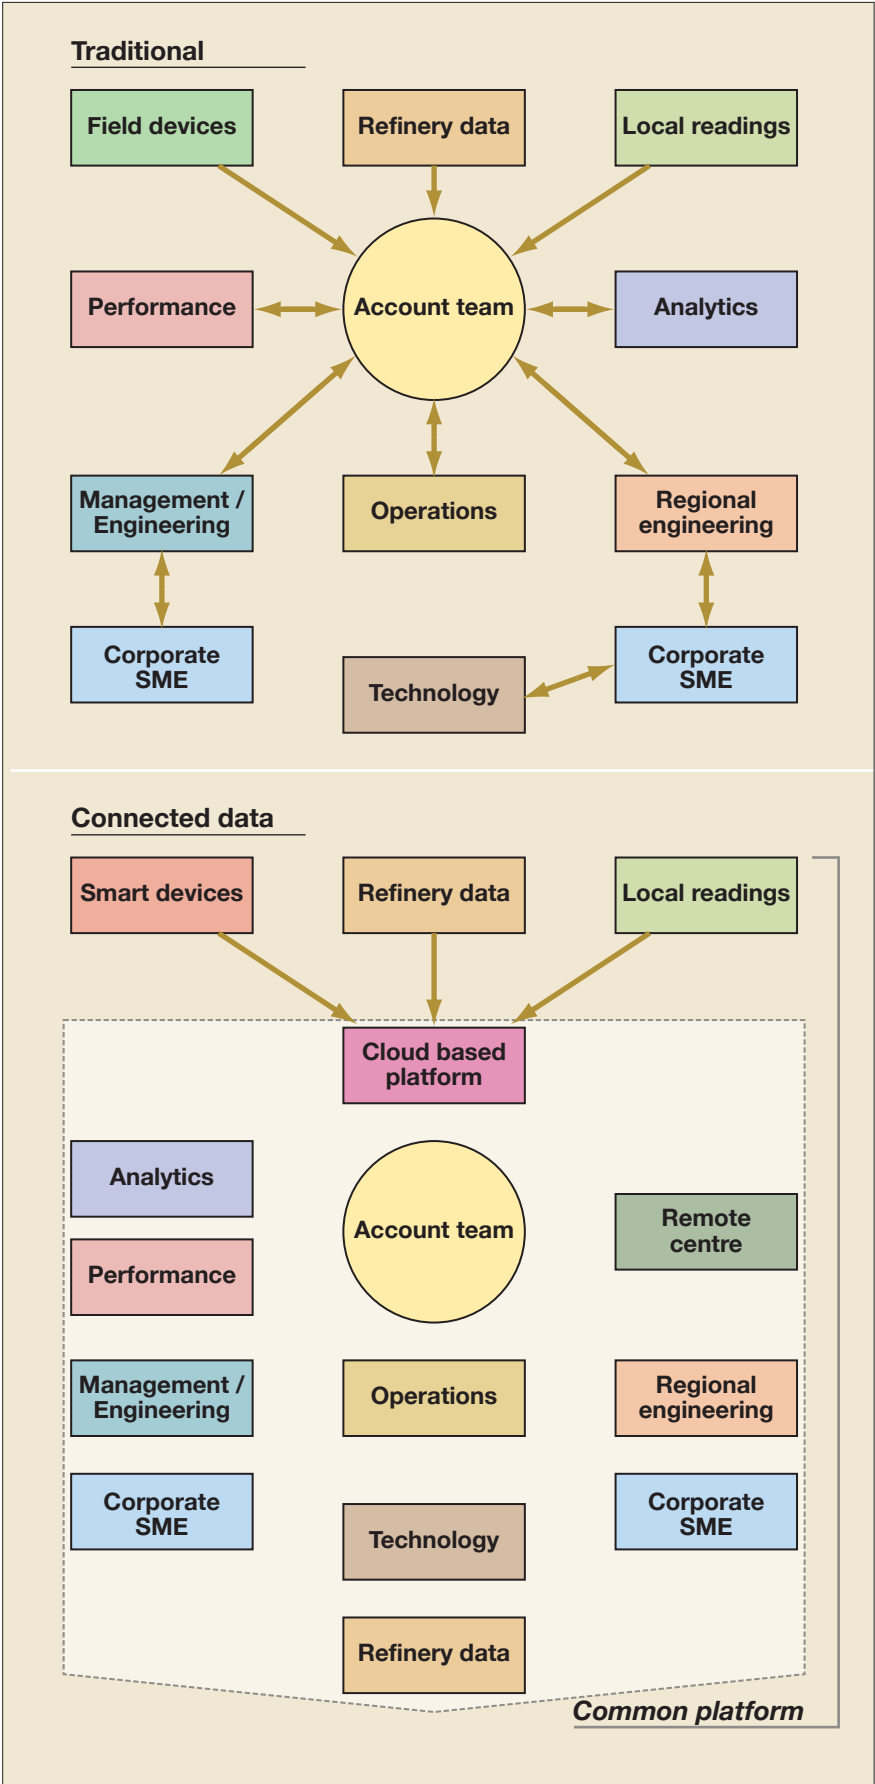 Traditional
Field devices
Refinery data
Local readings
Performance
Account team
Analytics
Management /
Engineering
Operations
Regional
engineering
Corporate
SME
Technology
Corporate
SME
Connected data
Smart devices
Refinery data
Local readings
Cloud based
platform
Analytics
Account team
Remote
centre
Performance
Management /
Engineering
Operations
Regional
engineering
Corporate
SME
Technology
Corporate
SME
Refinery data
Common platform